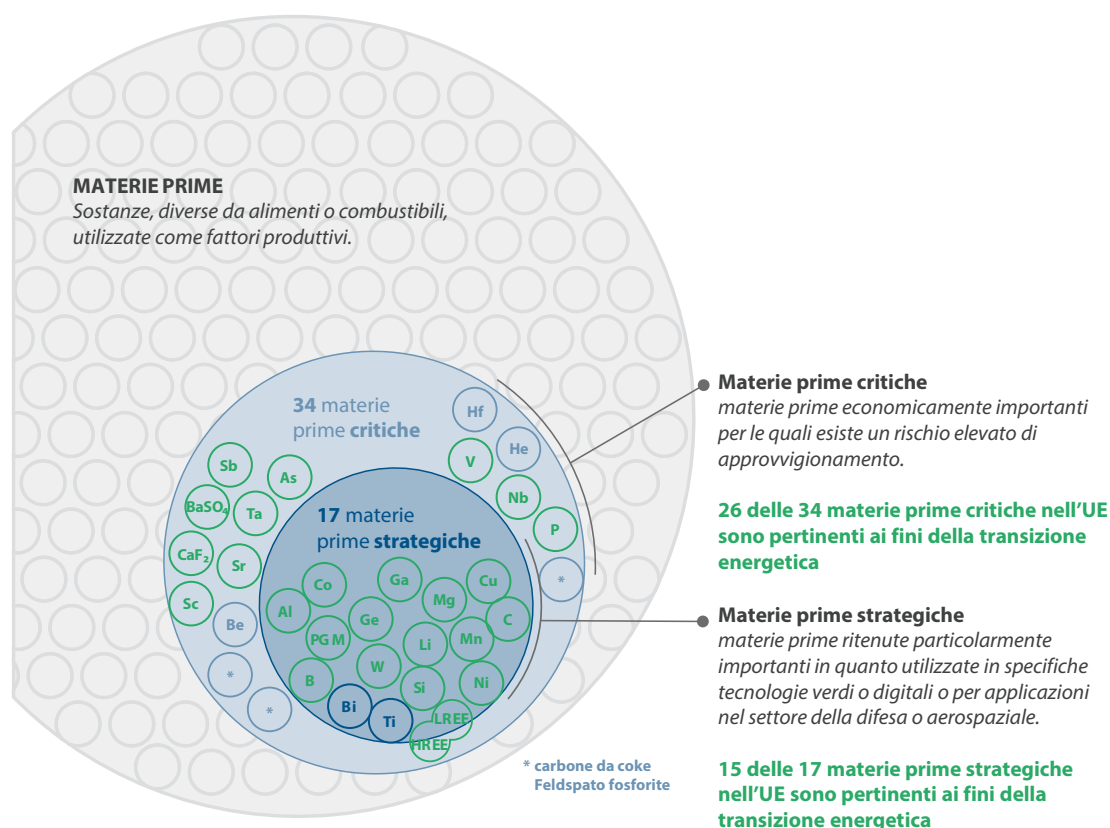 MATERIE PRIME
Sostanze, diverse da alimenti o combustibili,
utilizzate come fattori produttivi.
34 materie
prime critiche
Hf
He
V
Nb
P
*
Sb
As
BaSO₄
Ta
CaF₂
Sr
Sc
Be
*
*
17 materie
prime strategiche
Co
Ga
Cu
Al
Mg
C
Ge
PGM
Li
Mn
W
B
Si
Ni
Bi
Ti
LREE
HREE
* carbone da coke
Feldspato fosforite
Materie prime critiche
materie prime economicamente importanti
per le quali esiste un rischio elevato di
approvvigionamento.
26 delle 34 materie prime critiche nell'UE
sono pertinenti ai fini della transizione
energetica
Materie prime strategiche
materie prime ritenute particolarmente
importanti in quanto utilizzate in specifiche
tecnologie verdi o digitali o per applicazioni
nel settore della difesa o aerospaziale.
15 delle 17 materie prime strategiche
nell'UE sono pertinenti ai fini della
transizione energetica